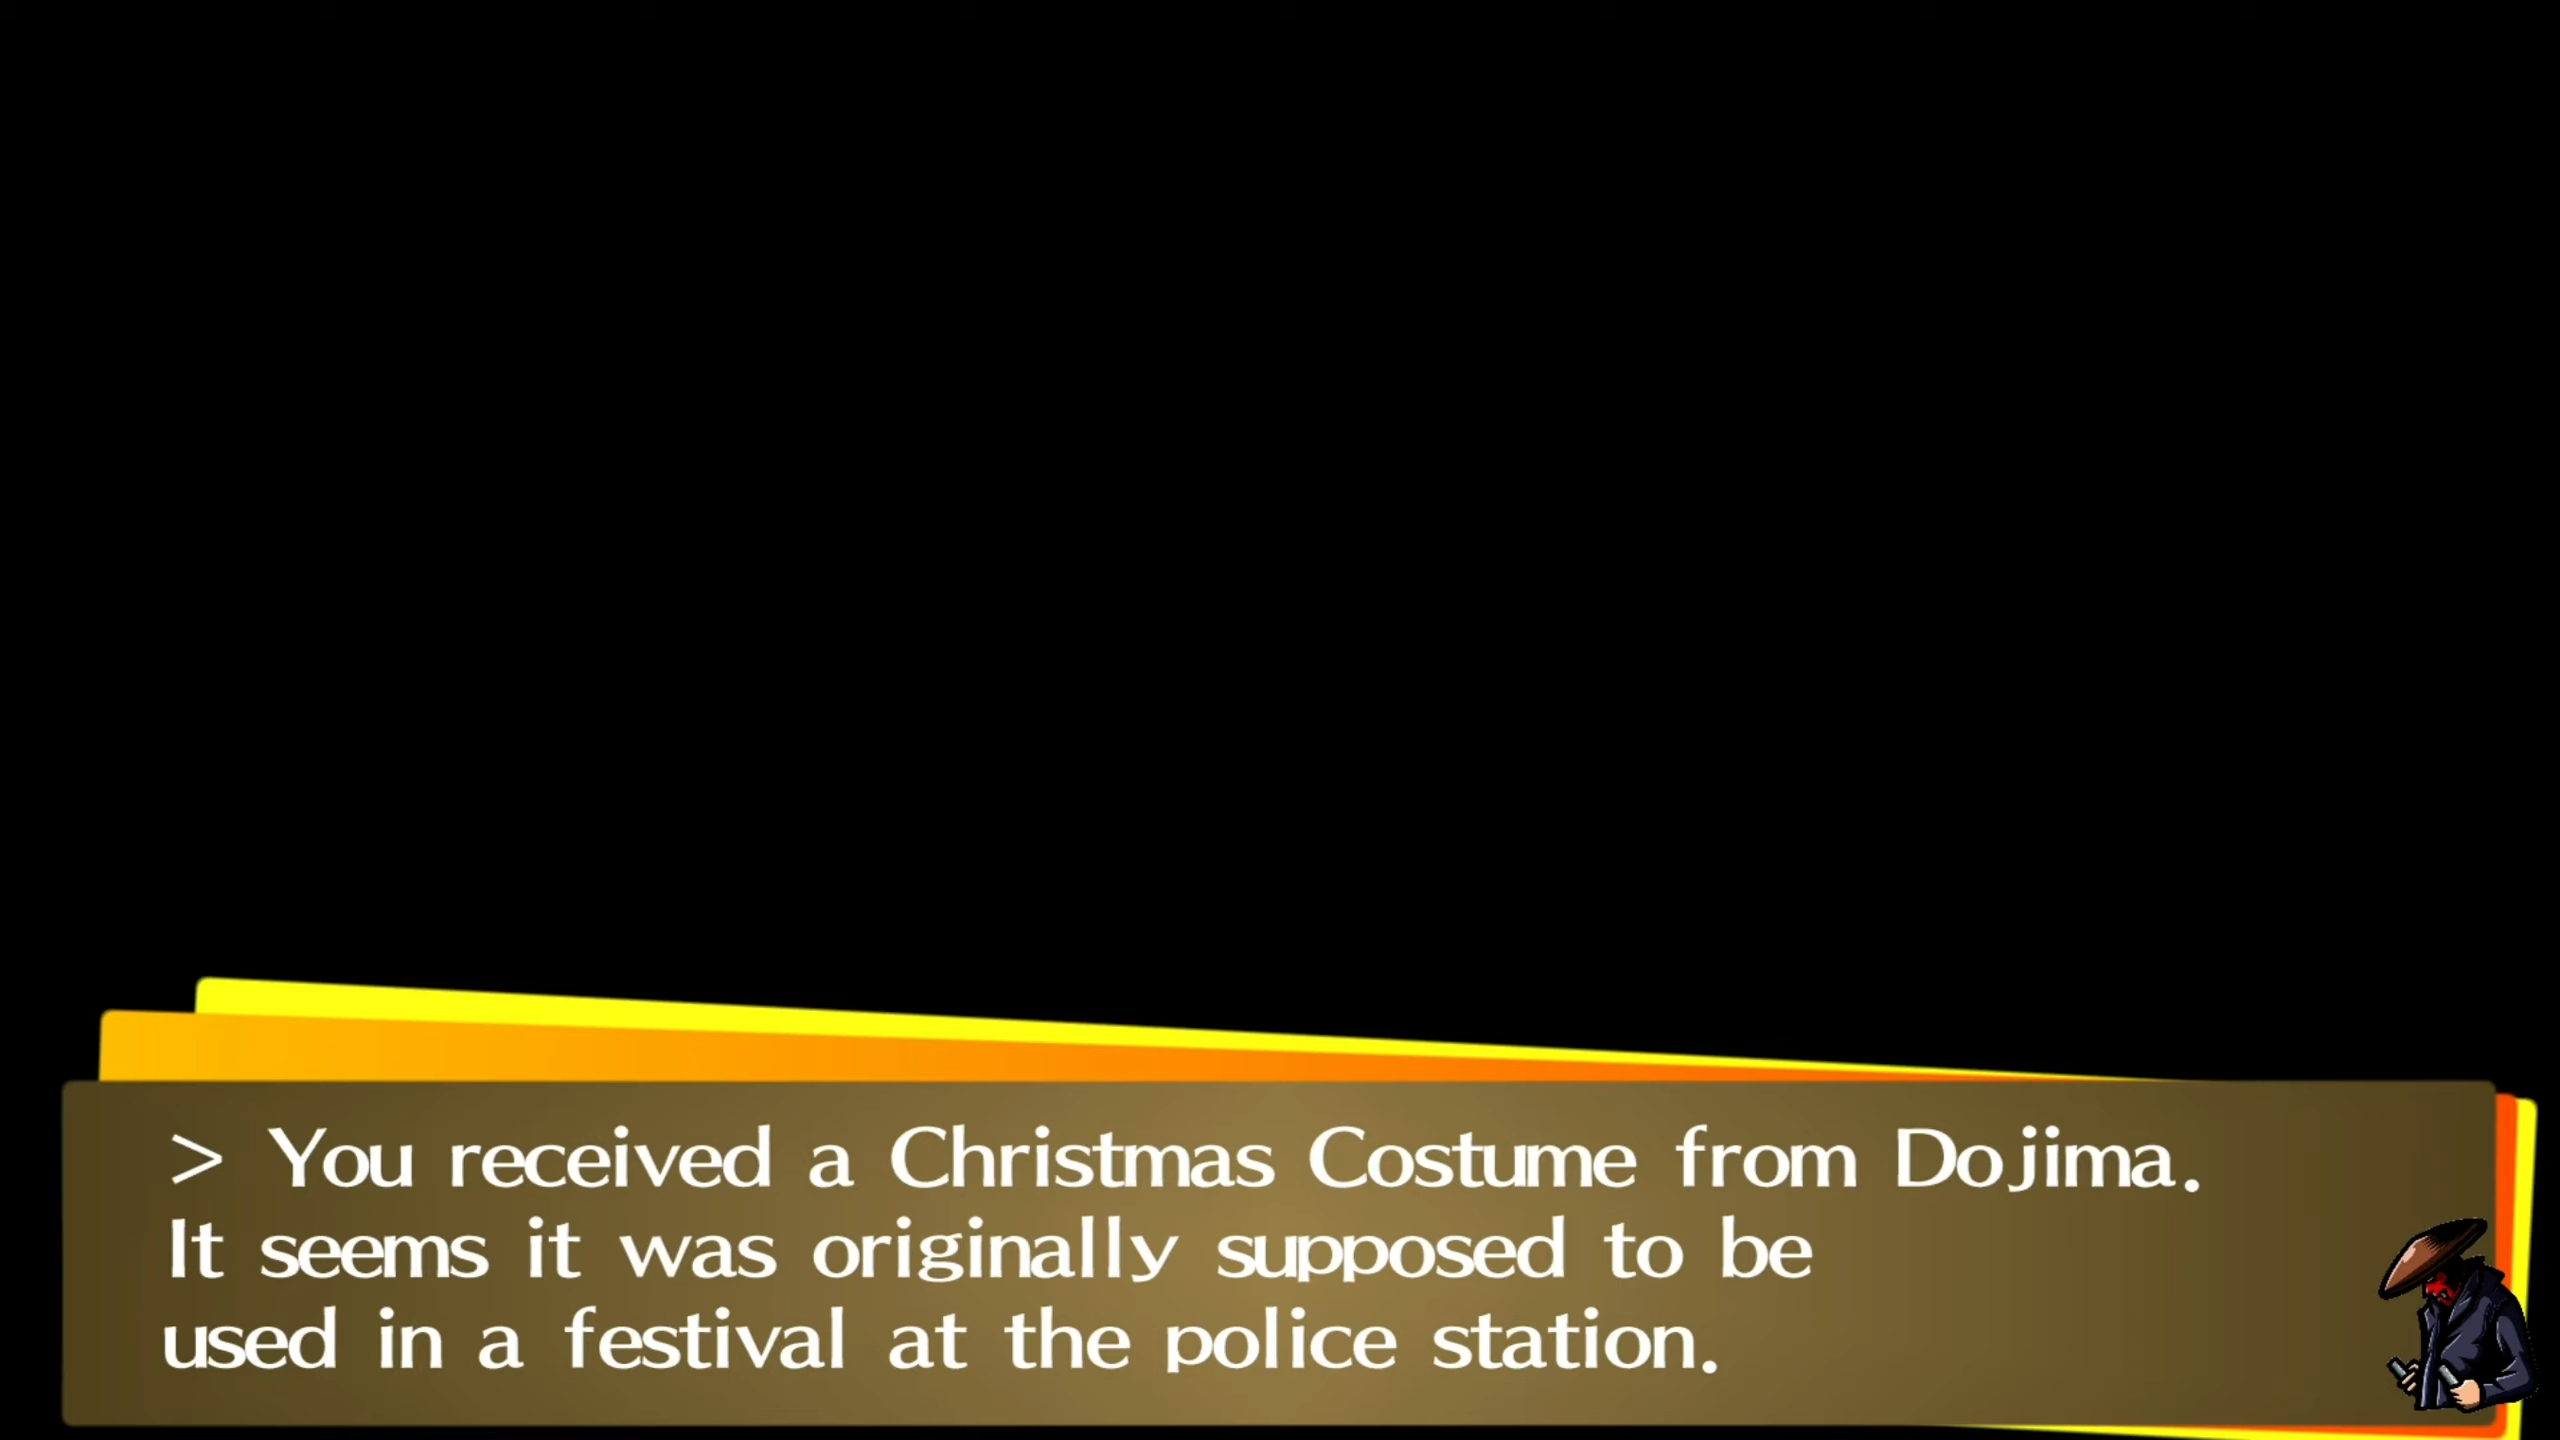 > You received a Christmas Costume from Dojima.
It seems it was originally supposed to be
used in a festival at the police station.